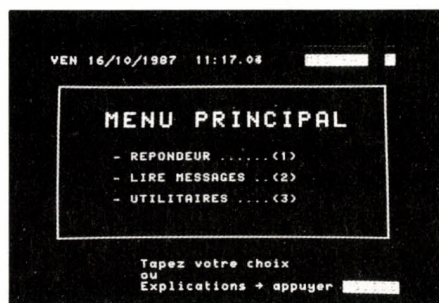 VEN 16/10/1987 11:17.08
MENU PRINCIPAL
- REPONDEUR ......(1)
- LIRE MESSAGES ..(2)
- UTILITAIRES ....(3)
Tapez votre choix
ou
Explications → appuyer